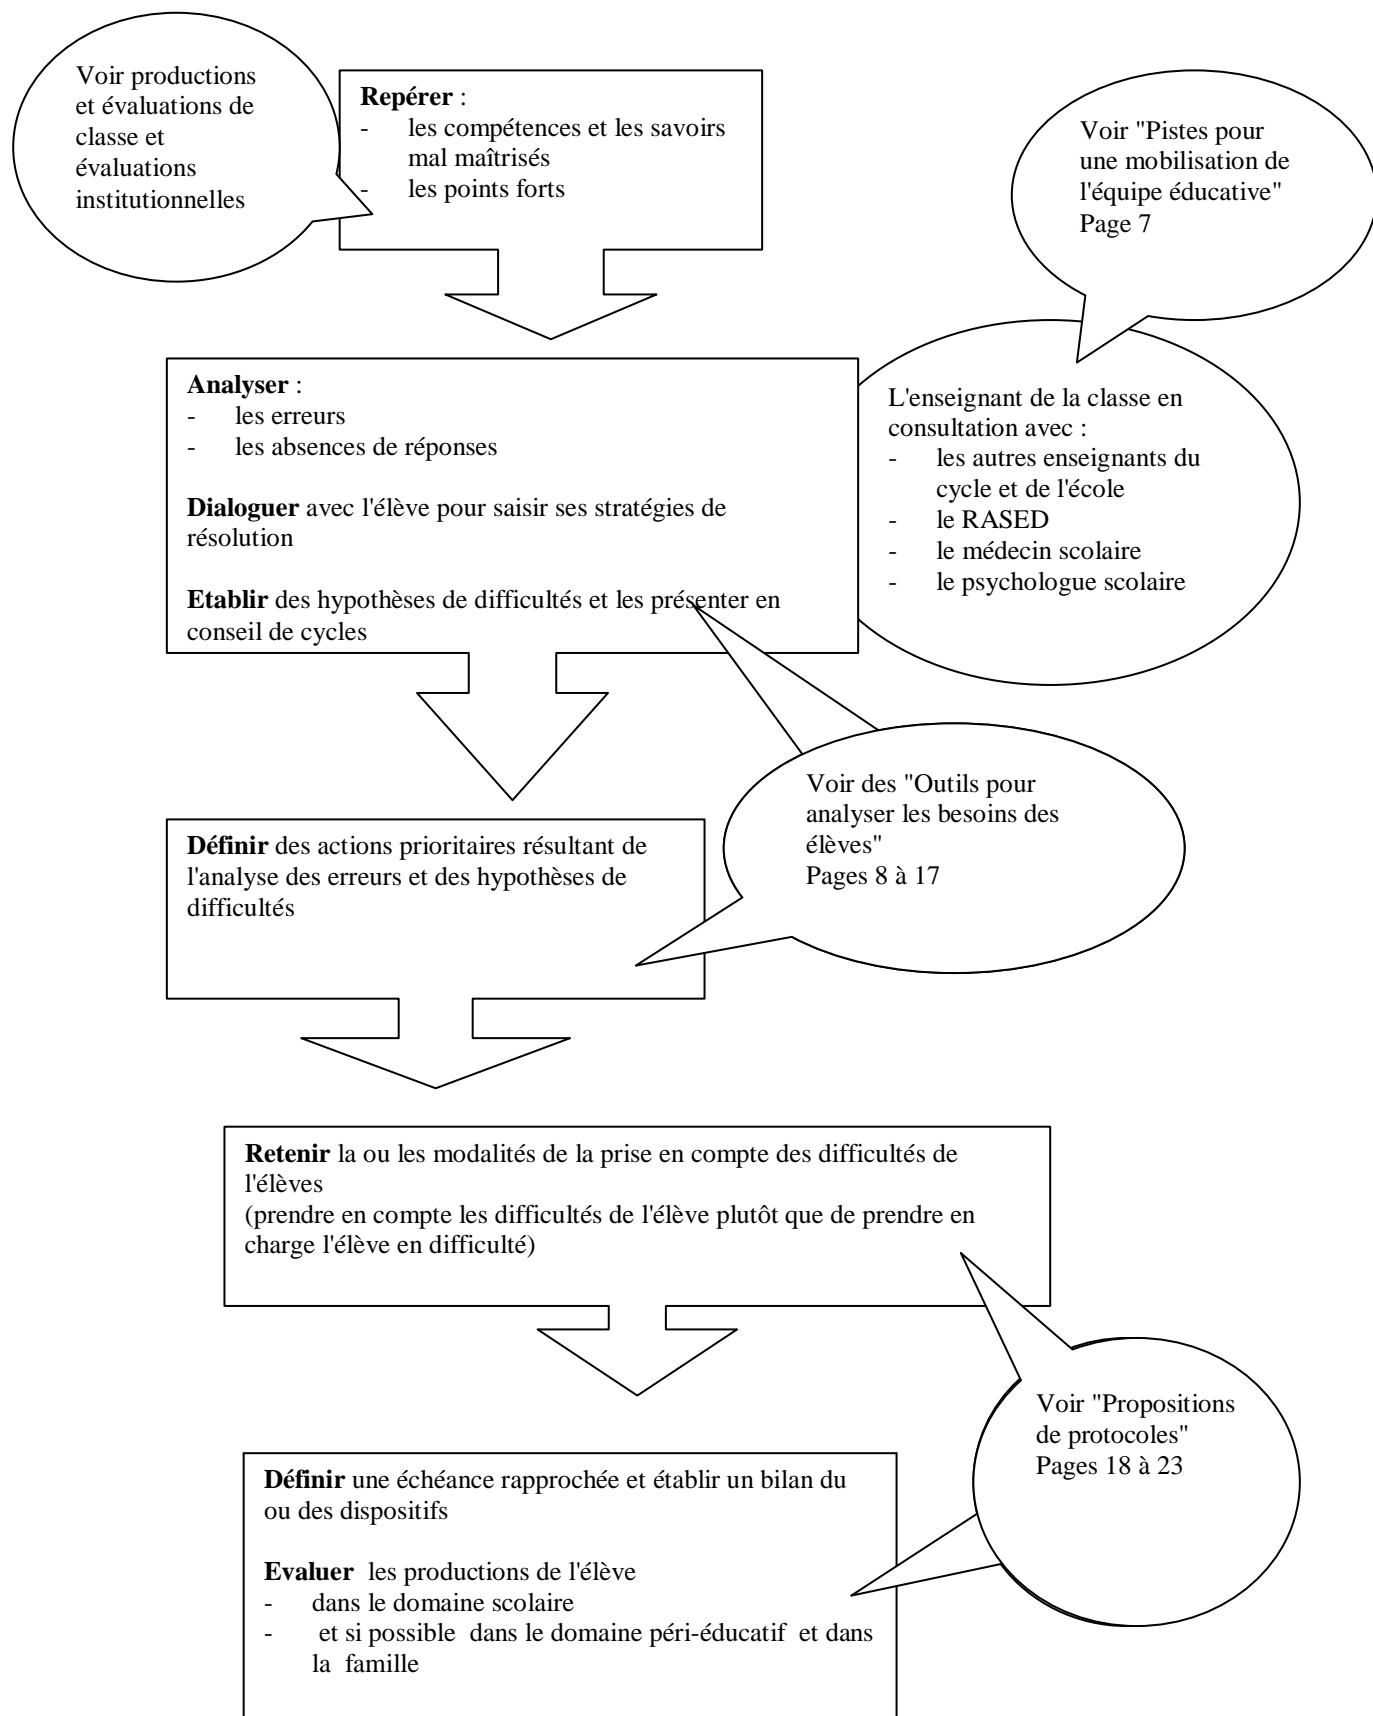 Voir productions
et évaluations de
classe et
évaluations
institutionnelles
Repérer :
- les compétences et les savoirs
mal maîtrisés
- les points forts
Voir "Pistes pour
une mobilisation de
l'équipe éducative"
Page 7
Analyser :
- les erreurs
- les absences de réponses
Dialoguer avec l'élève pour saisir ses stratégies de
résolution
Etablir des hypothèses de difficultés et les présenter en
conseil de cycles
L'enseignant de la classe en
consultation avec :
- les autres enseignants du
cycle et de l'école
- le RASED
- le médecin scolaire
- le psychologue scolaire
Voir des "Outils pour
analyser les besoins des
élèves"
Pages 8 à 17
Définir des actions prioritaires résultant de
l'analyse des erreurs et des hypothèses de
difficultés
Retenir la ou les modalités de la prise en compte des difficultés de
l'élèves
(prendre en compte les difficultés de l'élève plutôt que de prendre en
charge l'élève en difficulté)
Voir "Propositions
de protocoles"
Pages 18 à 23
Définir une échéance rapprochée et établir un bilan du
ou des dispositifs
Evaluer les productions de l'élève
- dans le domaine scolaire
- et si possible dans le domaine péri-éducatif et dans
la famille